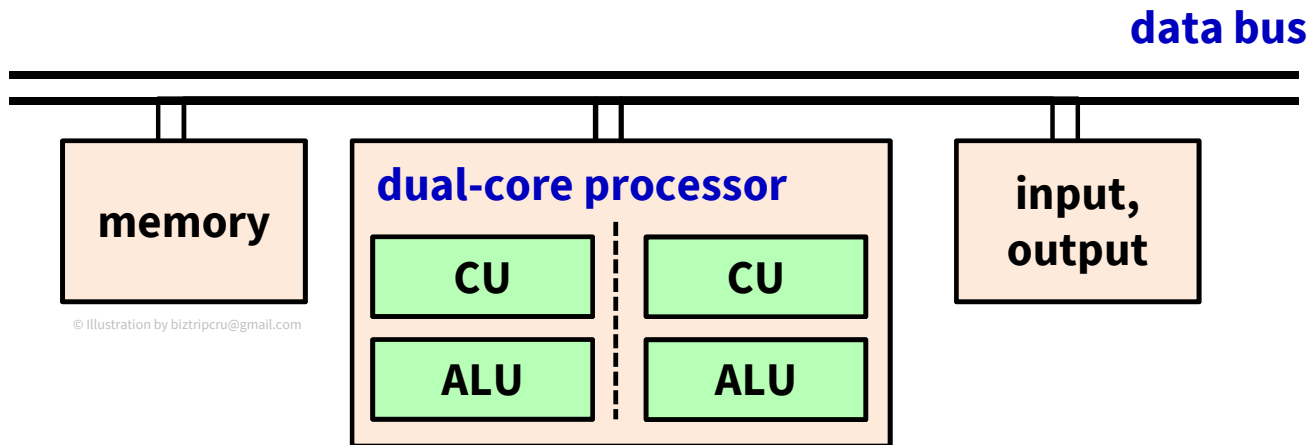 data bus
memory
© Illustration by biztripcru@gmail.com
dual-core processor
CU
CU
ALU
ALU
input,
output